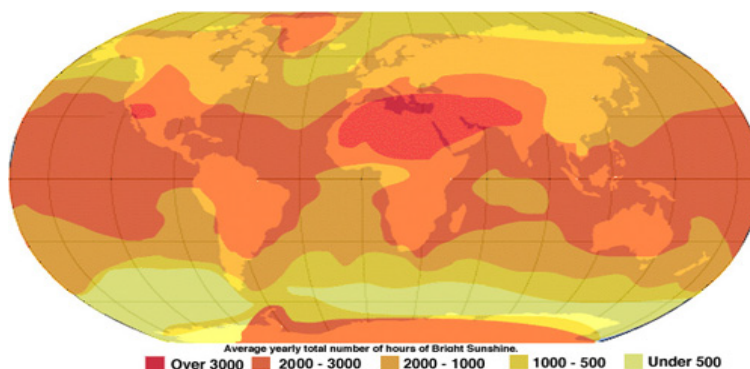 Average yearly total number of hours of Bright Sunshine.
Over 3000 2000 - 3000 2000 - 1000 1000 - 500 Under 500